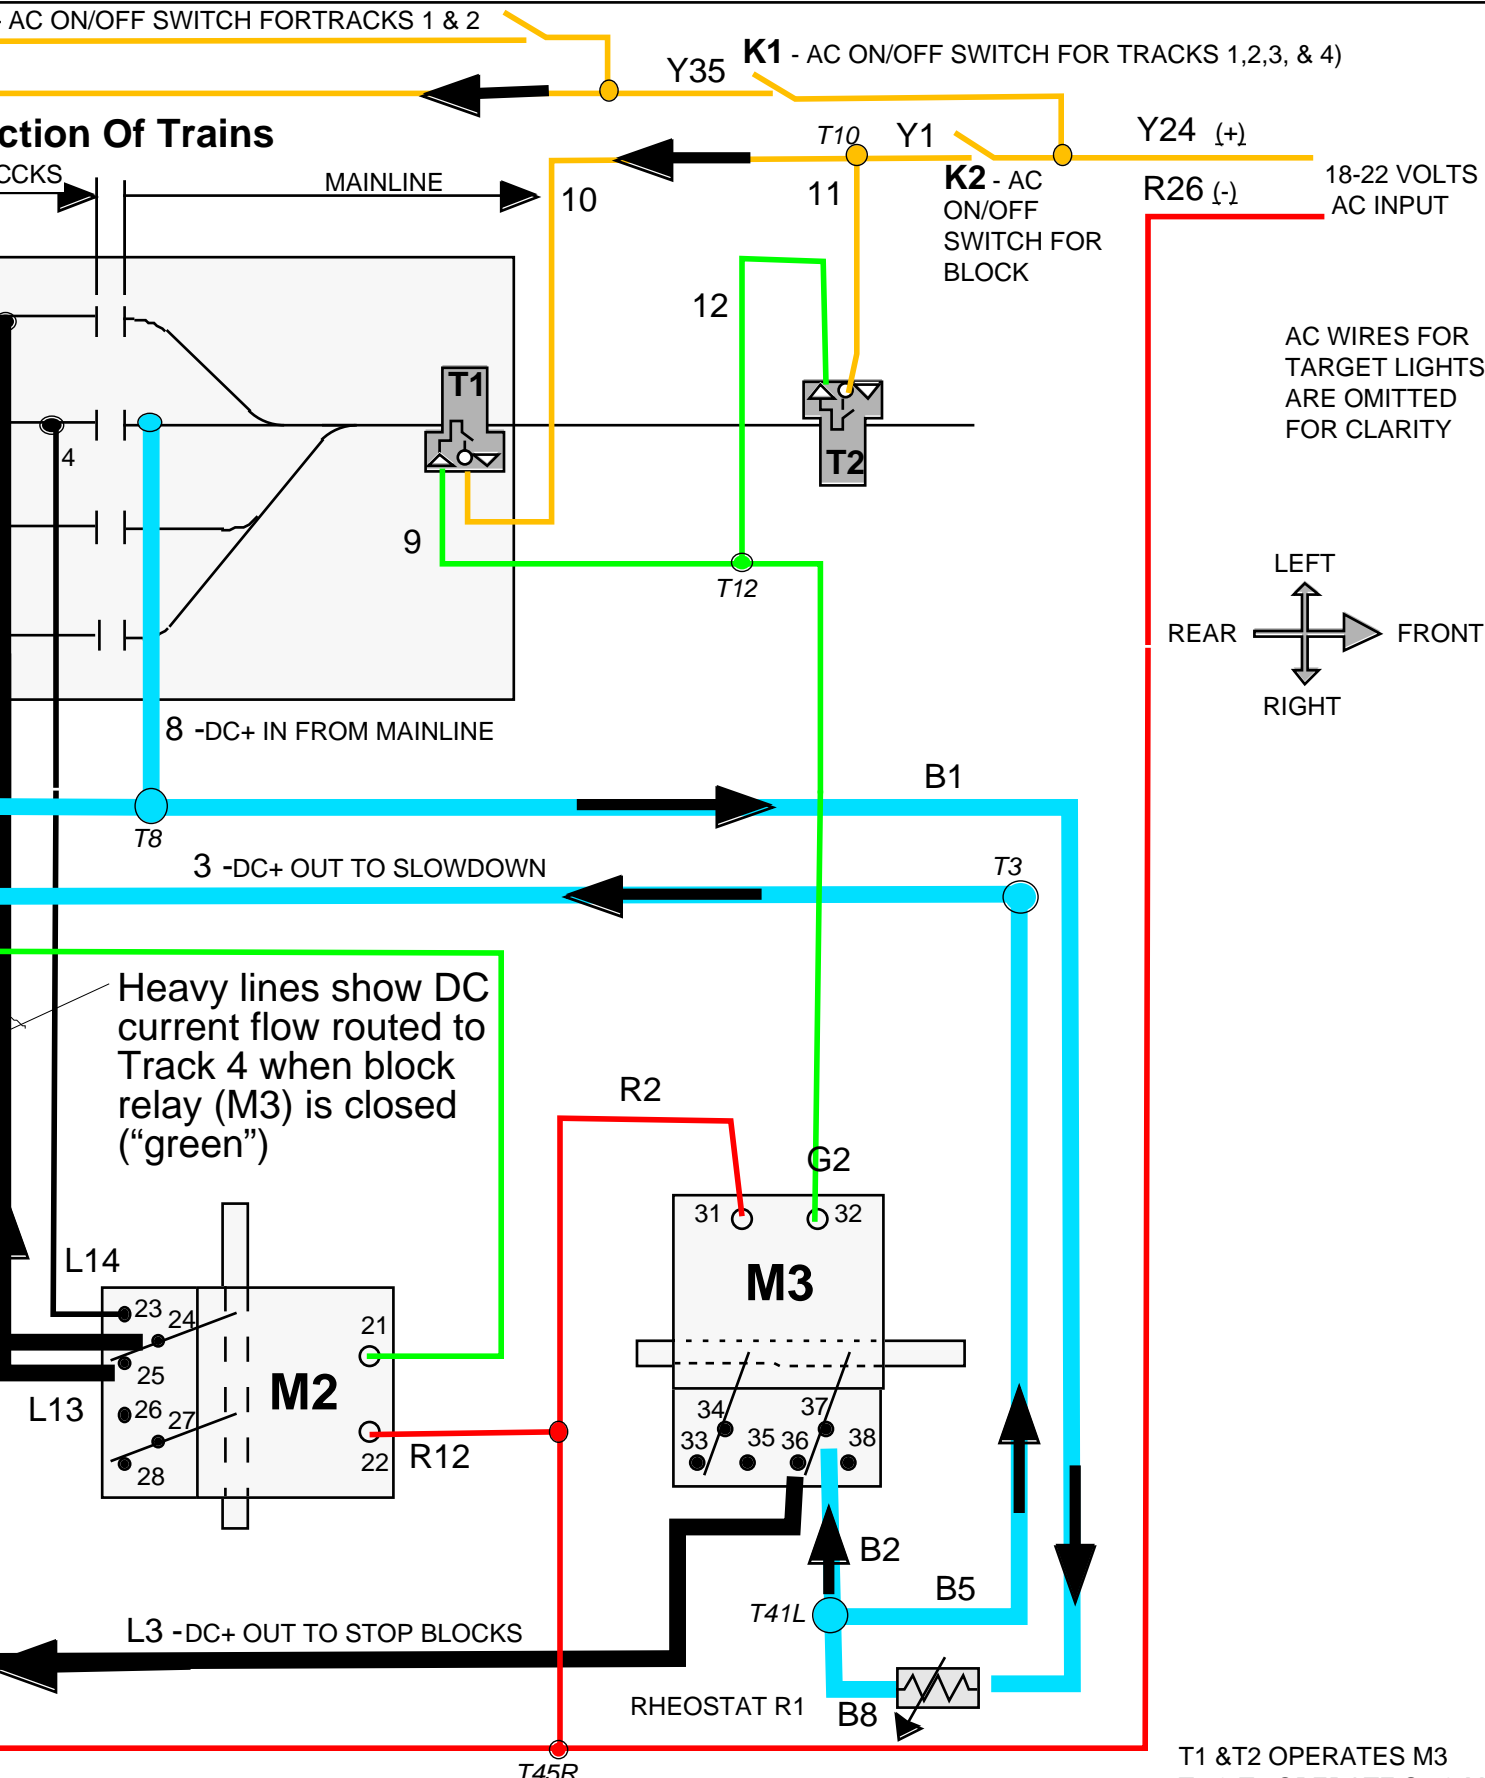 - AC ON/OFF SWITCH FORTRACKS 1 & 2
K1 - AC ON/OFF SWITCH FOR TRACKS 1,2,3, & 4)
Y35
ction Of Trains
T10
Y1
Y24 (+)
CCKS
MAINLINE
10
11
K2 - AC
ON/OFF
SWITCH FOR
BLOCK
R26 (-)
18-22 VOLTS
AC INPUT
12
AC WIRES FOR
TARGET LIGHTS
ARE OMITTED
FOR CLARITY
T1
T2
4
9
T12
LEFT
REAR
FRONT
RIGHT
8 -DC+ IN FROM MAINLINE
B1
T8
3 -DC+ OUT TO SLOWDOWN
T3
Heavy lines show DC
current flow routed to
Track 4 when block
relay (M3) is closed
(“green”)
R2
G2
31
32
M3
L14
23
24
21
25
M2
L13
26
27
22
28
R12
34
37
33
35
36
38
B2
B5
T41L
L3 -DC+ OUT TO STOP BLOCKS
RHEOSTAT R1
B8
T45R
T1 &T2 OPERATES M3